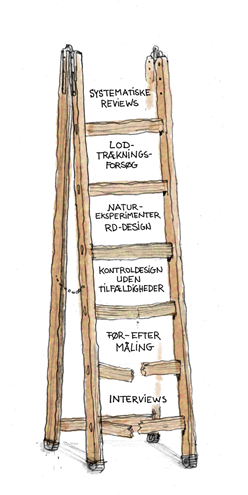 SYSTEMATISKE
REVIEWS
LOD-
TRÆKNINGS-
FORSØG
NATUR-
EKSPERIMENTER
RD-DESIGN
KONTROLDESIGN
UDEN
TILFÆLDIGHEDER
FØR-EFTER
MÅLING
INTERVIEWS